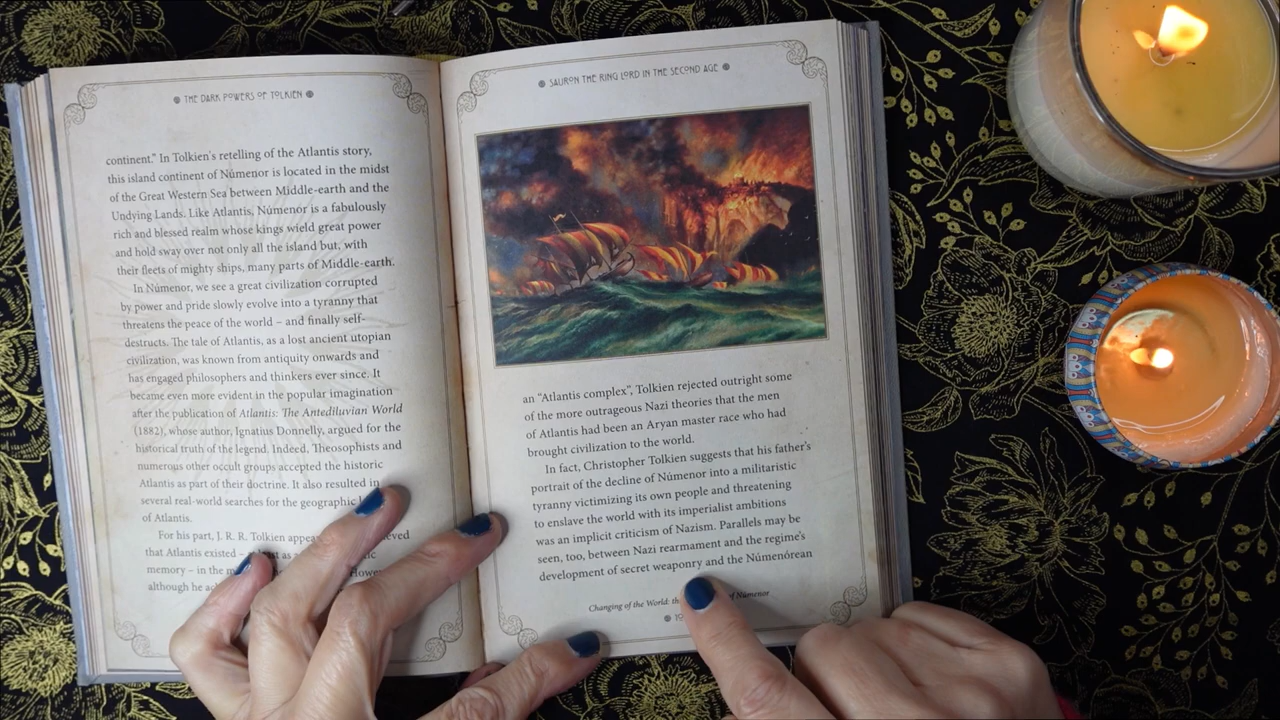 THE DARK POWERS OF TOLKIEN
continent." In Tolkien's retelling of the Atlantis story,
this island continent of Númenor is located in the midst
of the Great Western Sea between Middle-earth and the
Undying Lands. Like Atlantis, Númenor is a fabulously
rich and blessed realm whose kings wield great power
and hold sway over not only all the island but, with
their fleets of mighty ships, many parts of Middle-earth.
In Númenor, we see a great civilization corrupted
by power and pride slowly evolve into a tyranny that
threatens the peace of the world – and finally self-
destructs. The tale of Atlantis, as a lost ancient utopian
civilization, was known from antiquity onwards and
has engaged philosophers and thinkers ever since. It
became even more evident in the popular imagination
after the publication of Atlantis: The Antediluvian World
(1882), whose author, Ignatius Donnelly, argued for the
historical truth of the legend. Indeed, Theosophists and
numerous other occult groups accepted the historic
Atlantis as part of their doctrine. It also resulted in
several real-world searches for the geographic
of Atlantis.
For his part, J. R. R. Tolkien
that Atlantis existed – as a
memory – in the
although he
SAURON THE RING LORD IN THE SECOND AGE
an "Atlantis complex", Tolkien rejected outright some
of the more outrageous Nazi theories that the men
of Atlantis had been an Aryan master race who had
brought civilization to the world.
In fact, Christopher Tolkien suggests that his father's
portrait of the decline of Númenor into a militaristic
tyranny victimizing its own people and threatening
to enslave the world with its imperialist ambitions
was an implicit criticism of Nazism. Parallels may be
seen, too, between Nazi rearmament and the regime's
development of secret weaponry and the Númenórean
Changing of the World: of Númenor